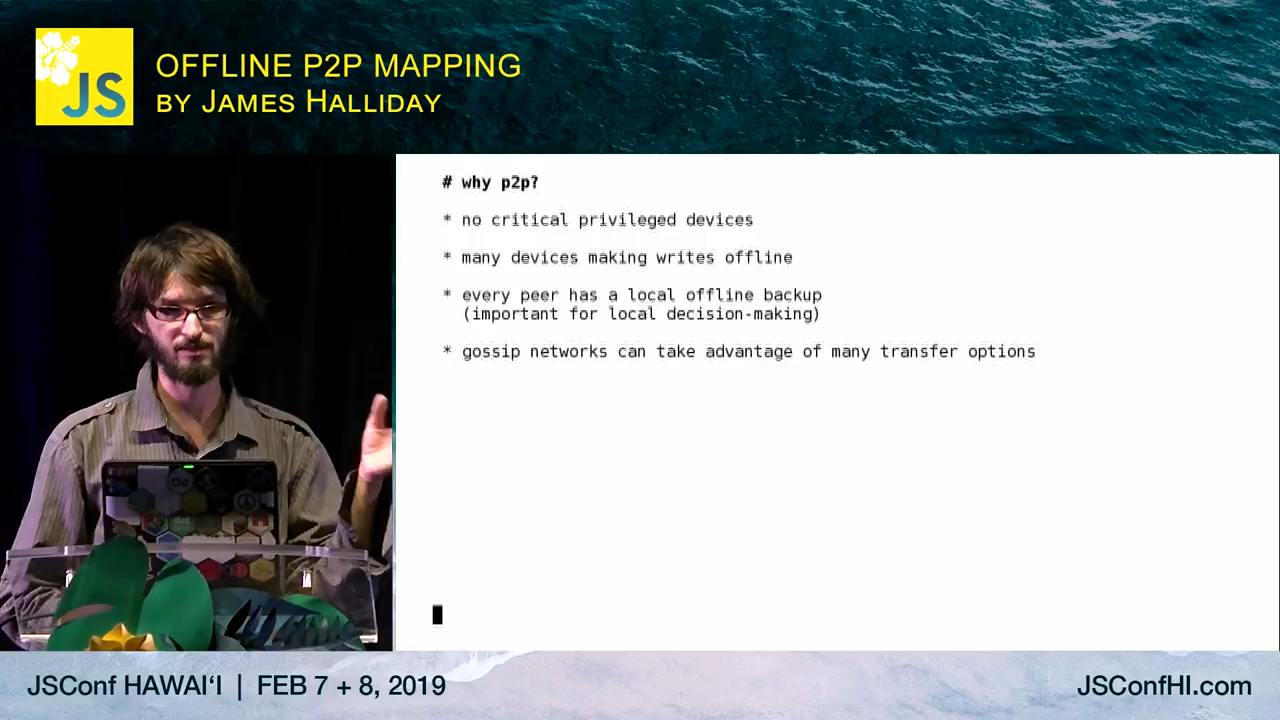 JS
OFFLINE P2P MAPPING
BY JAMES HALLIDAY
# why p2p?
* no critical privileged devices
* many devices making writes offline
* every peer has a local offline backup
(important for local decision-making)
* gossip networks can take advantage of many transfer options
JSConf HAWAI‘I | FEB 7 + 8, 2019
JSConfHI.com